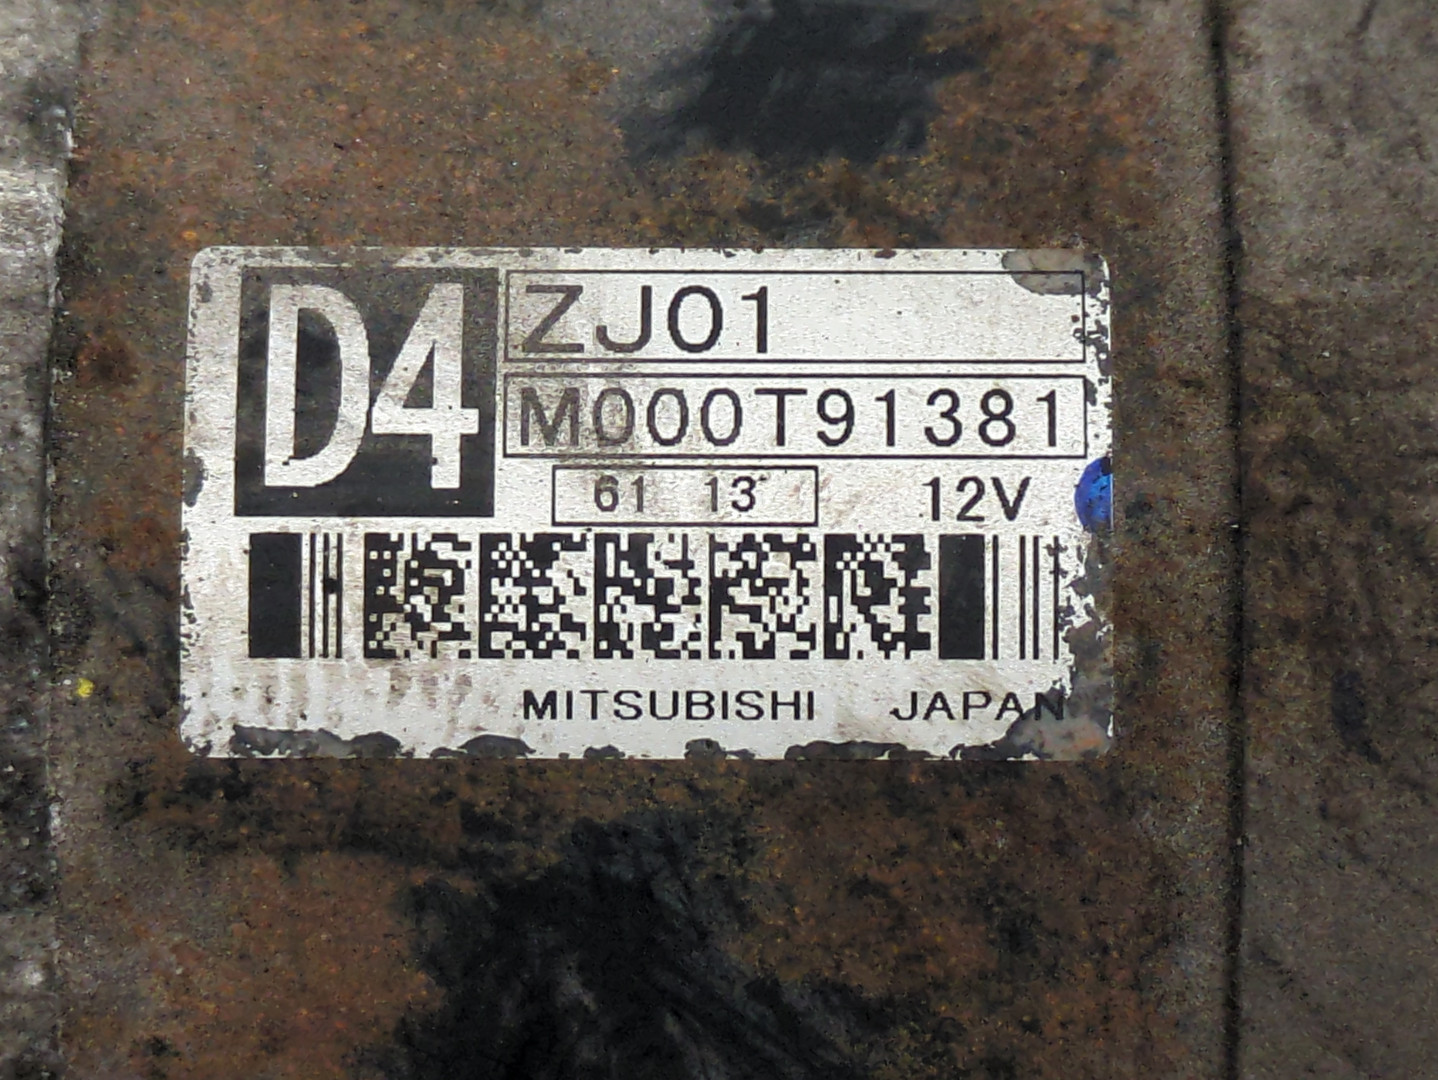 D4
ZJ01
M000T91381
61 13
12V
MITSUBISHI JAPAN